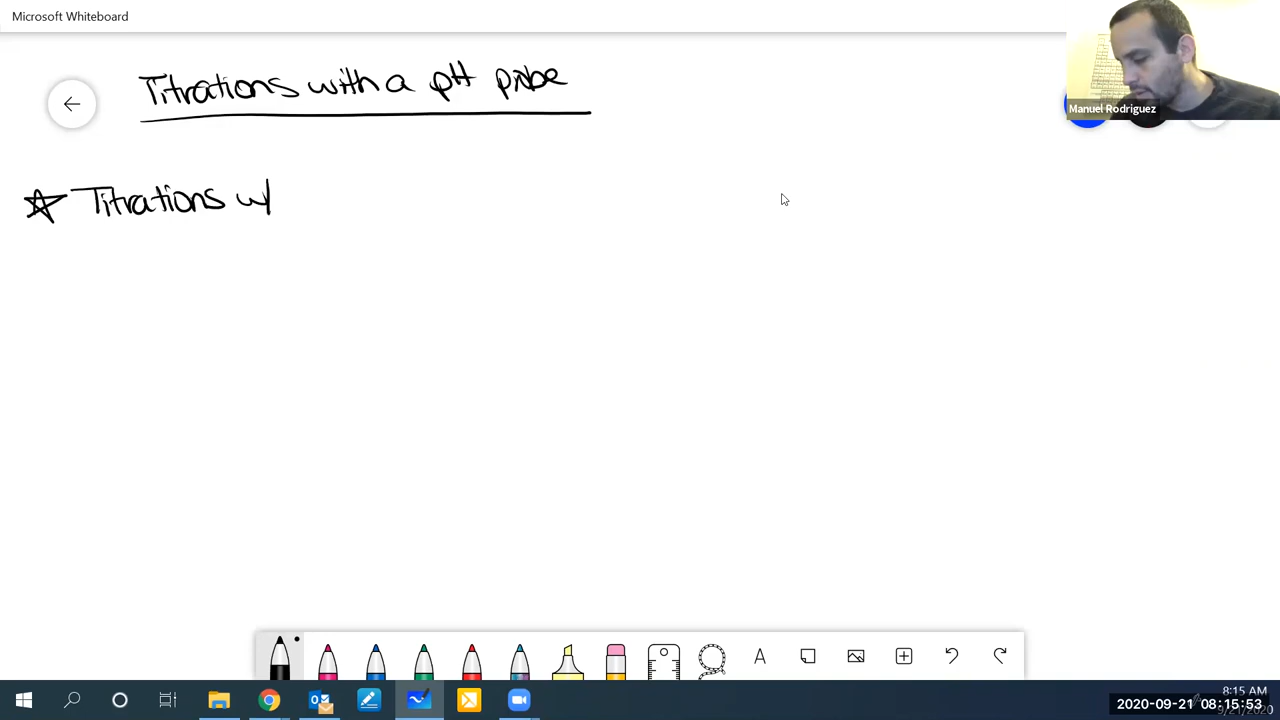 Microsoft Whiteboard
Titrations with a pH probe
Manuel Rodriguez
☆ Titrations w/
A
8:15 AM
2020-09-21 08:15:53